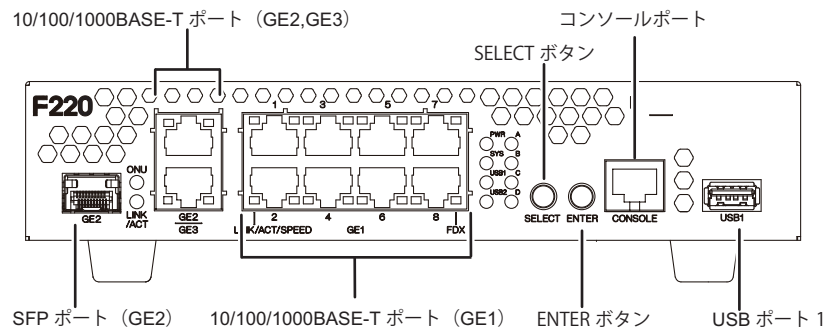 10/100/1000BASE-T ポート（GE2,GE3）
コンソールポート
SELECT ボタン
F220
1 3 5 7
PWR A
SYS B
USB1 C
USB2 D
ONU
LINK
/ACT
GE2
GE2
GE3
2 4 6 8
LINK/ACT/SPEED GE1 FDX
SELECT ENTER CONSOLE USB1
SFP ポート（GE2） 10/100/1000BASE-T ポート（GE1） ENTER ボタン USB ポート 1